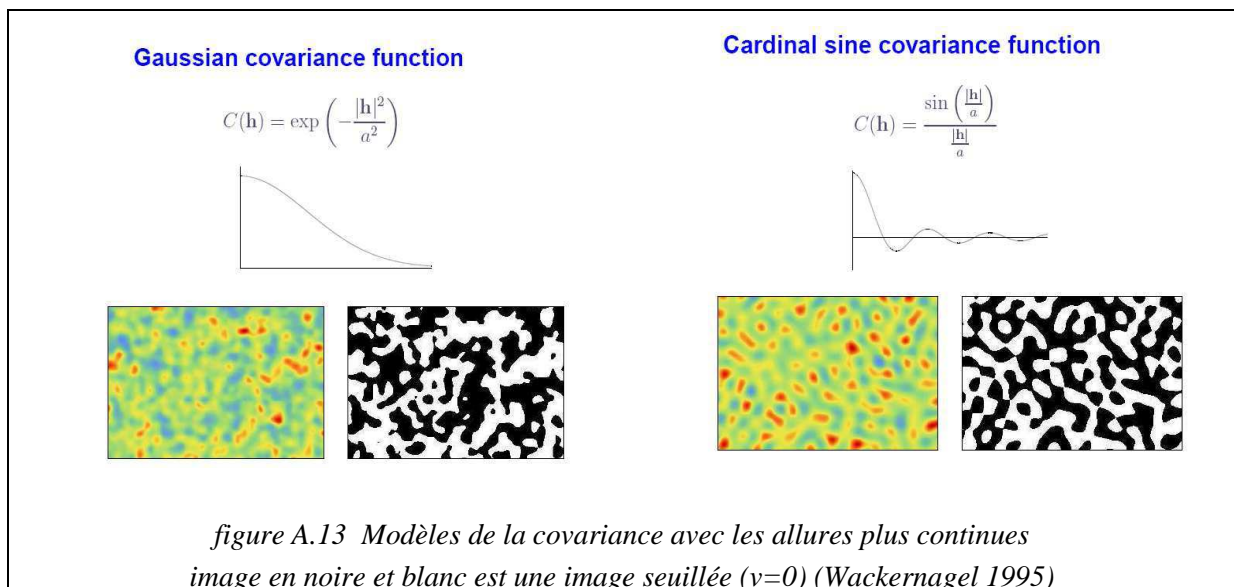 Gaussian covariance function
C(h) = exp(-|h|²/a²)
Cardinal sine covariance function
C(h) = sin(|h|/a) / (|h|/a)
figure A.13 Modèles de la covariance avec les allures plus continues
image en noire et blanc est une image seuillée (y=0) (Wackernagel 1995)